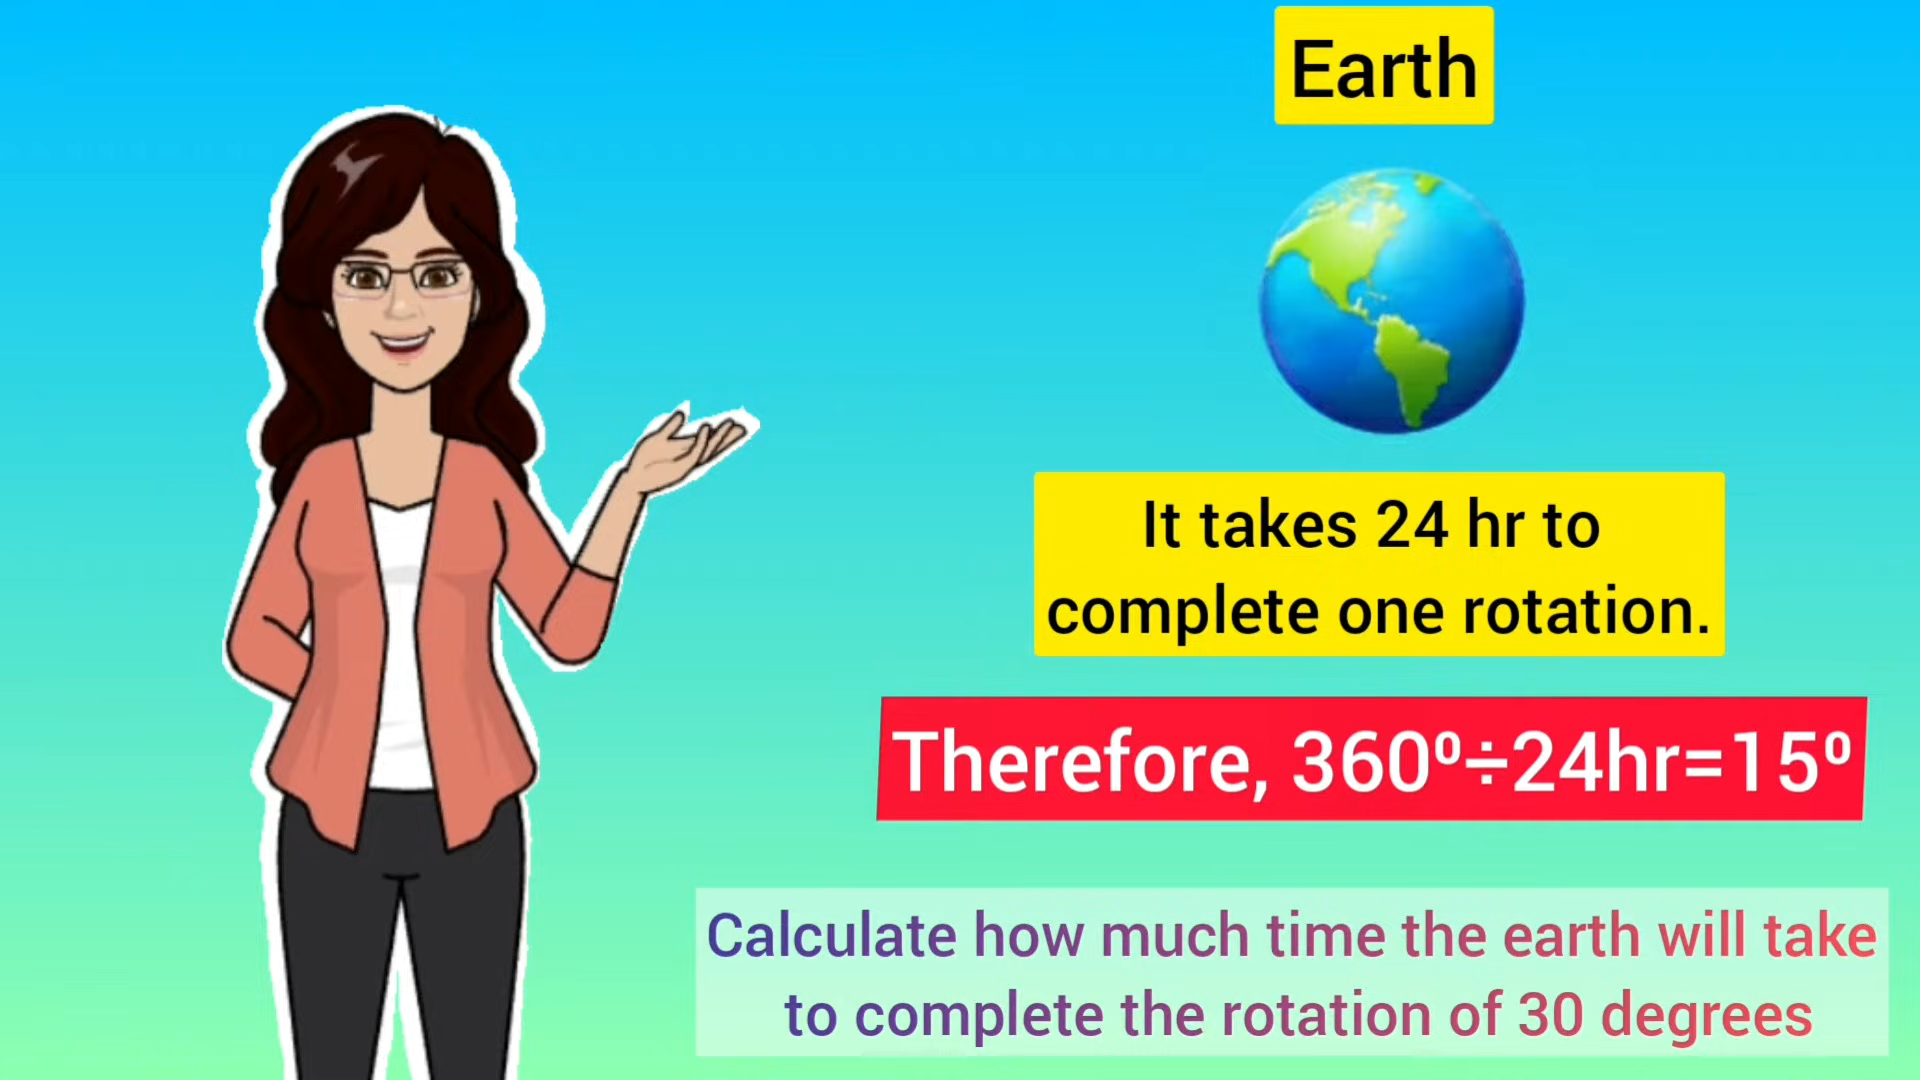 Earth
It takes 24 hr to
complete one rotation.
Therefore, 360⁰÷24hr=15⁰
Calculate how much time the earth will take
to complete the rotation of 30 degrees